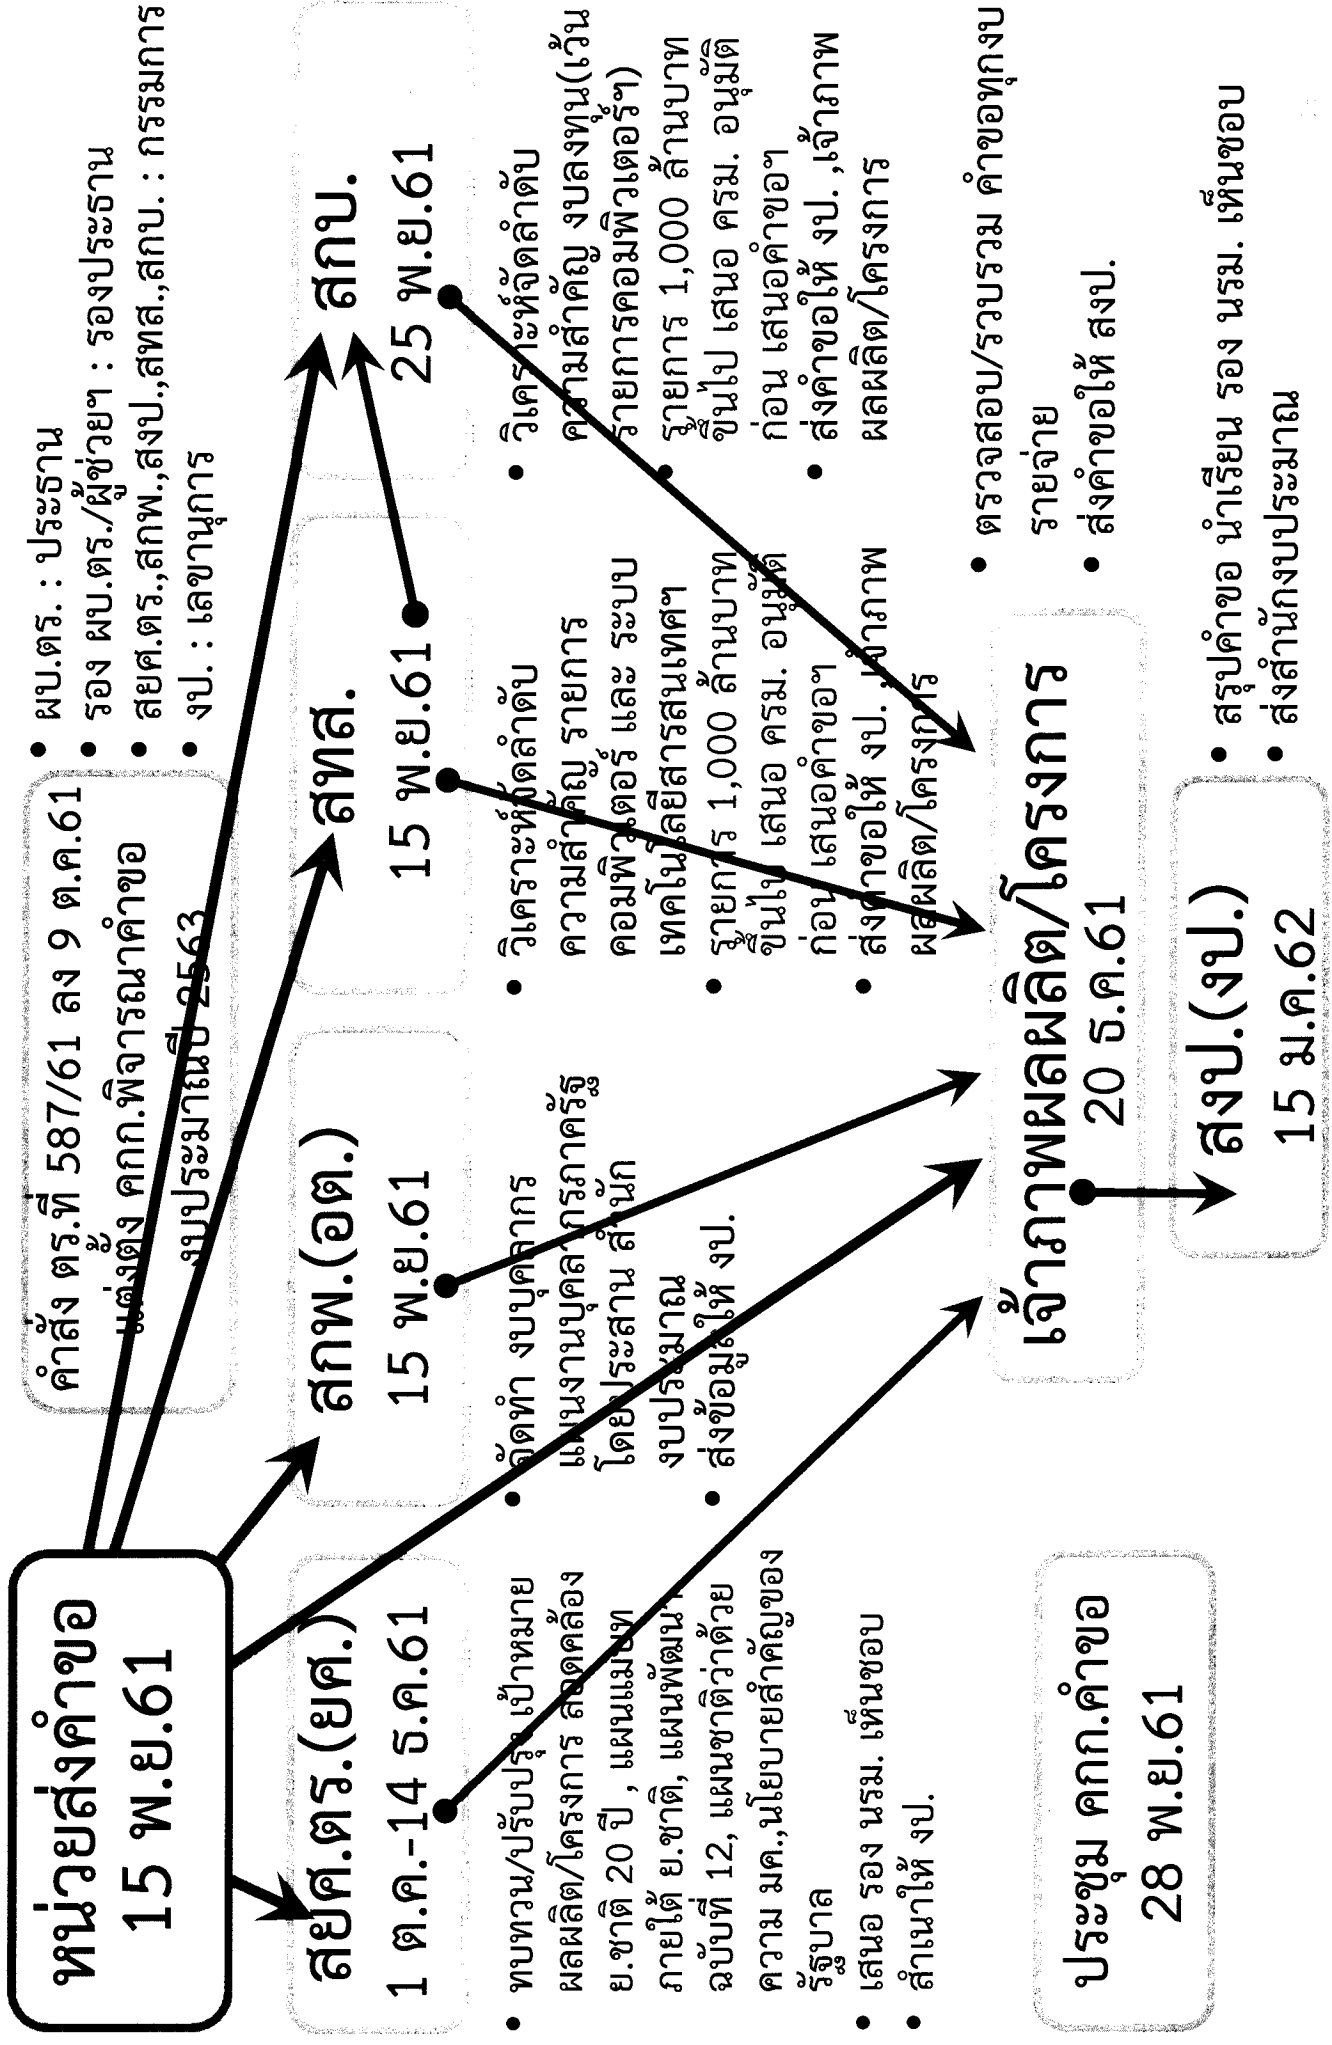 หน่วยส่งคำขอ
15 พ.ย.61
คำสั่ง ตร.ที่ 587/61 ลง 9 ต.ค.61
แต่งตั้ง คกก.พิจารณาคำขอ
งบประมาณปี 2563
• ผบ.ตร. : ประธาน
• รอง ผบ.ตร./ผู้ช่วยฯ : รองประธาน
• สยศ.ตร.,สกพ.,สงป.,สทส.,สกบ. : กรรมการ
• งป. : เลขานุการ
สยศ.ตร.(ยศ.)
1 ต.ค.-14 ธ.ค.61
• ทบทวน/ปรับปรุง เป้าหมาย
ผลผลิต/โครงการ สอดคล้อง
ย.ชาติ 20 ปี , แผนแม่บท
ภายใต้ ย.ชาติ, แผนพัฒนา
ฉบับที่ 12, แผนชาติว่าด้วย
ความ มค.,นโยบายสำคัญของ
รัฐบาล
• เสนอ รอง นรม. เห็นชอบ
• สำเนาให้ งป.
สกพ.(อต.)
15 พ.ย.61
• จัดทำ งบบุคลากร
แผนงานบุคลากรภาครัฐ
โดยประสาน สำนัก
งบประมาณ
• ส่งข้อมูลให้ งป.
สทส.
15 พ.ย.61
• วิเคราะห์จัดลำดับ
ความสำคัญ รายการ
คอมพิวเตอร์ และ ระบบ
เทคโนโลยีสารสนเทศฯ
• รายการ 1,000 ล้านบาท
ขึ้นไป เสนอ ครม. อนุมัติ
ก่อน เสนอคำขอฯ
• ส่งคำขอให้ งป. ,เจ้าภาพ
ผลผลิต/โครงการ
สกบ.
25 พ.ย.61
• วิเคราะห์จัดลำดับ
ความสำคัญ งบลงทุน(เว้น
รายการคอมพิวเตอร์ฯ)
• รายการ 1,000 ล้านบาท
ขึ้นไป เสนอ ครม. อนุมัติ
ก่อน เสนอคำขอฯ
• ส่งคำขอให้ งป. ,เจ้าภาพ
ผลผลิต/โครงการ
เจ้าภาพผลผลิต/โครงการ
20 ธ.ค.61
• ตรวจสอบ/รวบรวม คำขอทุกงบ
รายจ่าย
• ส่งคำขอให้ สงป.
ประชุม คกก.คำขอ
28 พ.ย.61
สงป.(งป.)
15 ม.ค.62
• สรุปคำขอ นำเรียน รอง นรม. เห็นชอบ
• ส่งสำนักงบประมาณ